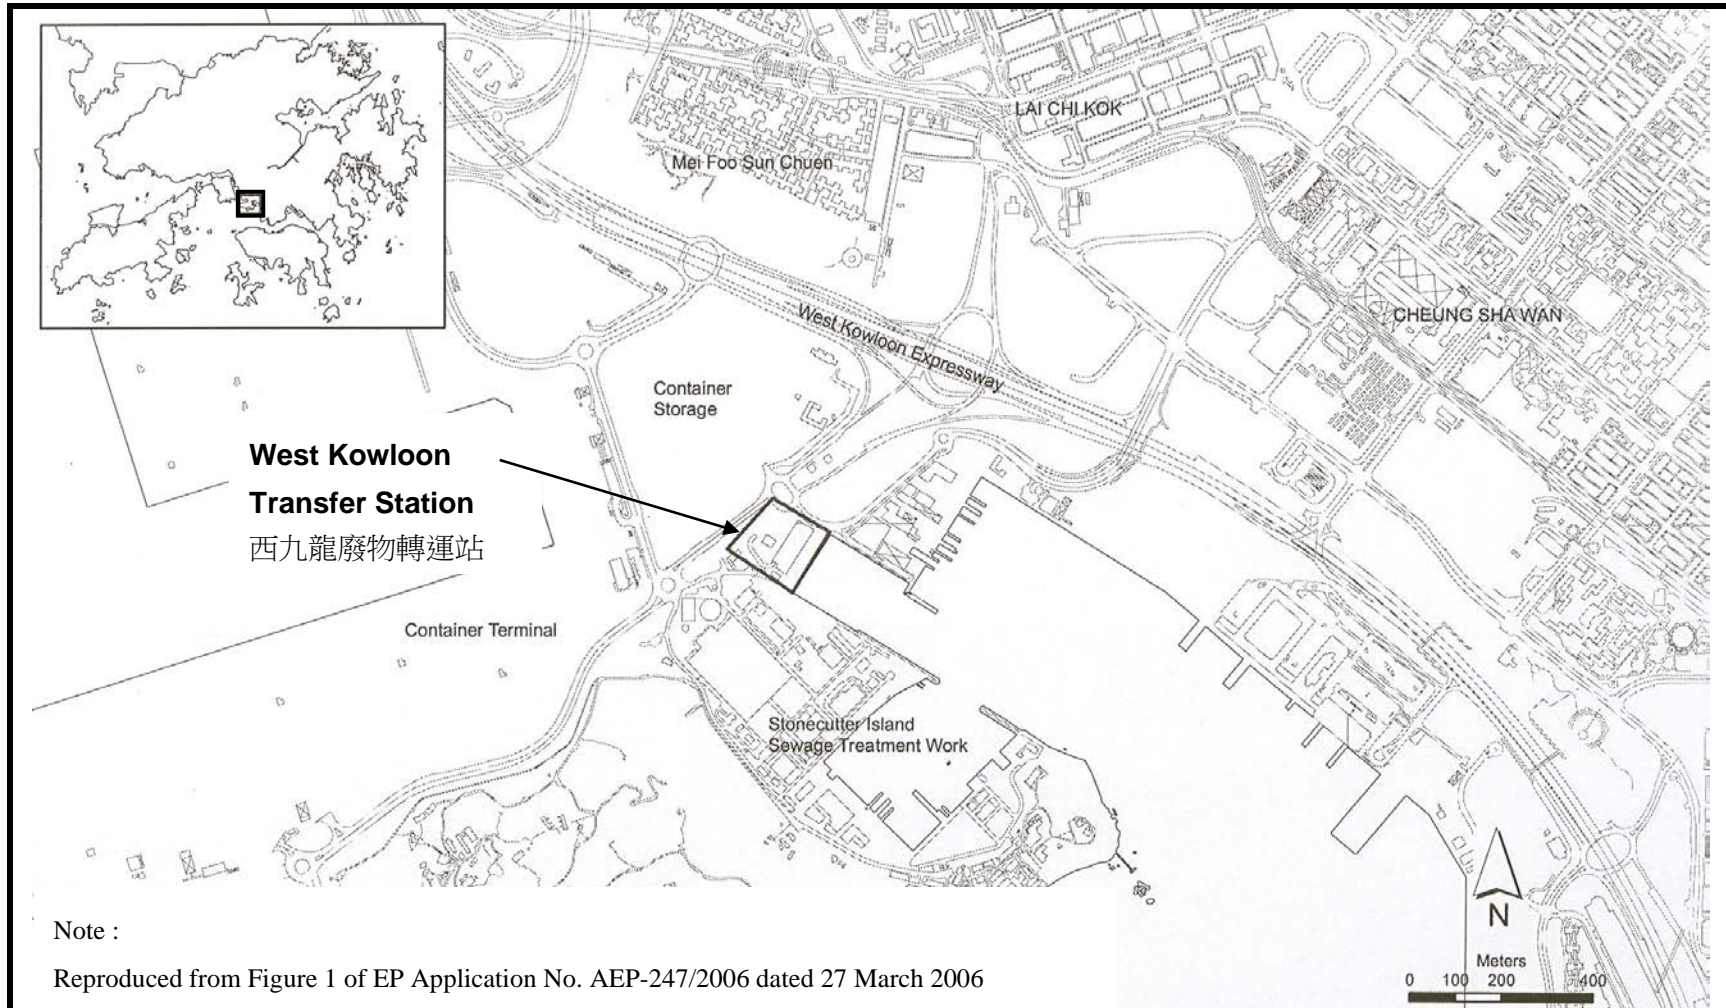 LAI CHI KOK
Mei Foo Sun Chuen
West Kowloon Expressway
CHEUNG SHA WAN
Container
Storage
West Kowloon
Transfer Station
西九龍廢物轉運站
Container Terminal
Stonecutter Island
Sewage Treatment Work
N
Meters
0 100 200 400
Note :
Reproduced from Figure 1 of EP Application No. AEP-247/2006 dated 27 March 2006